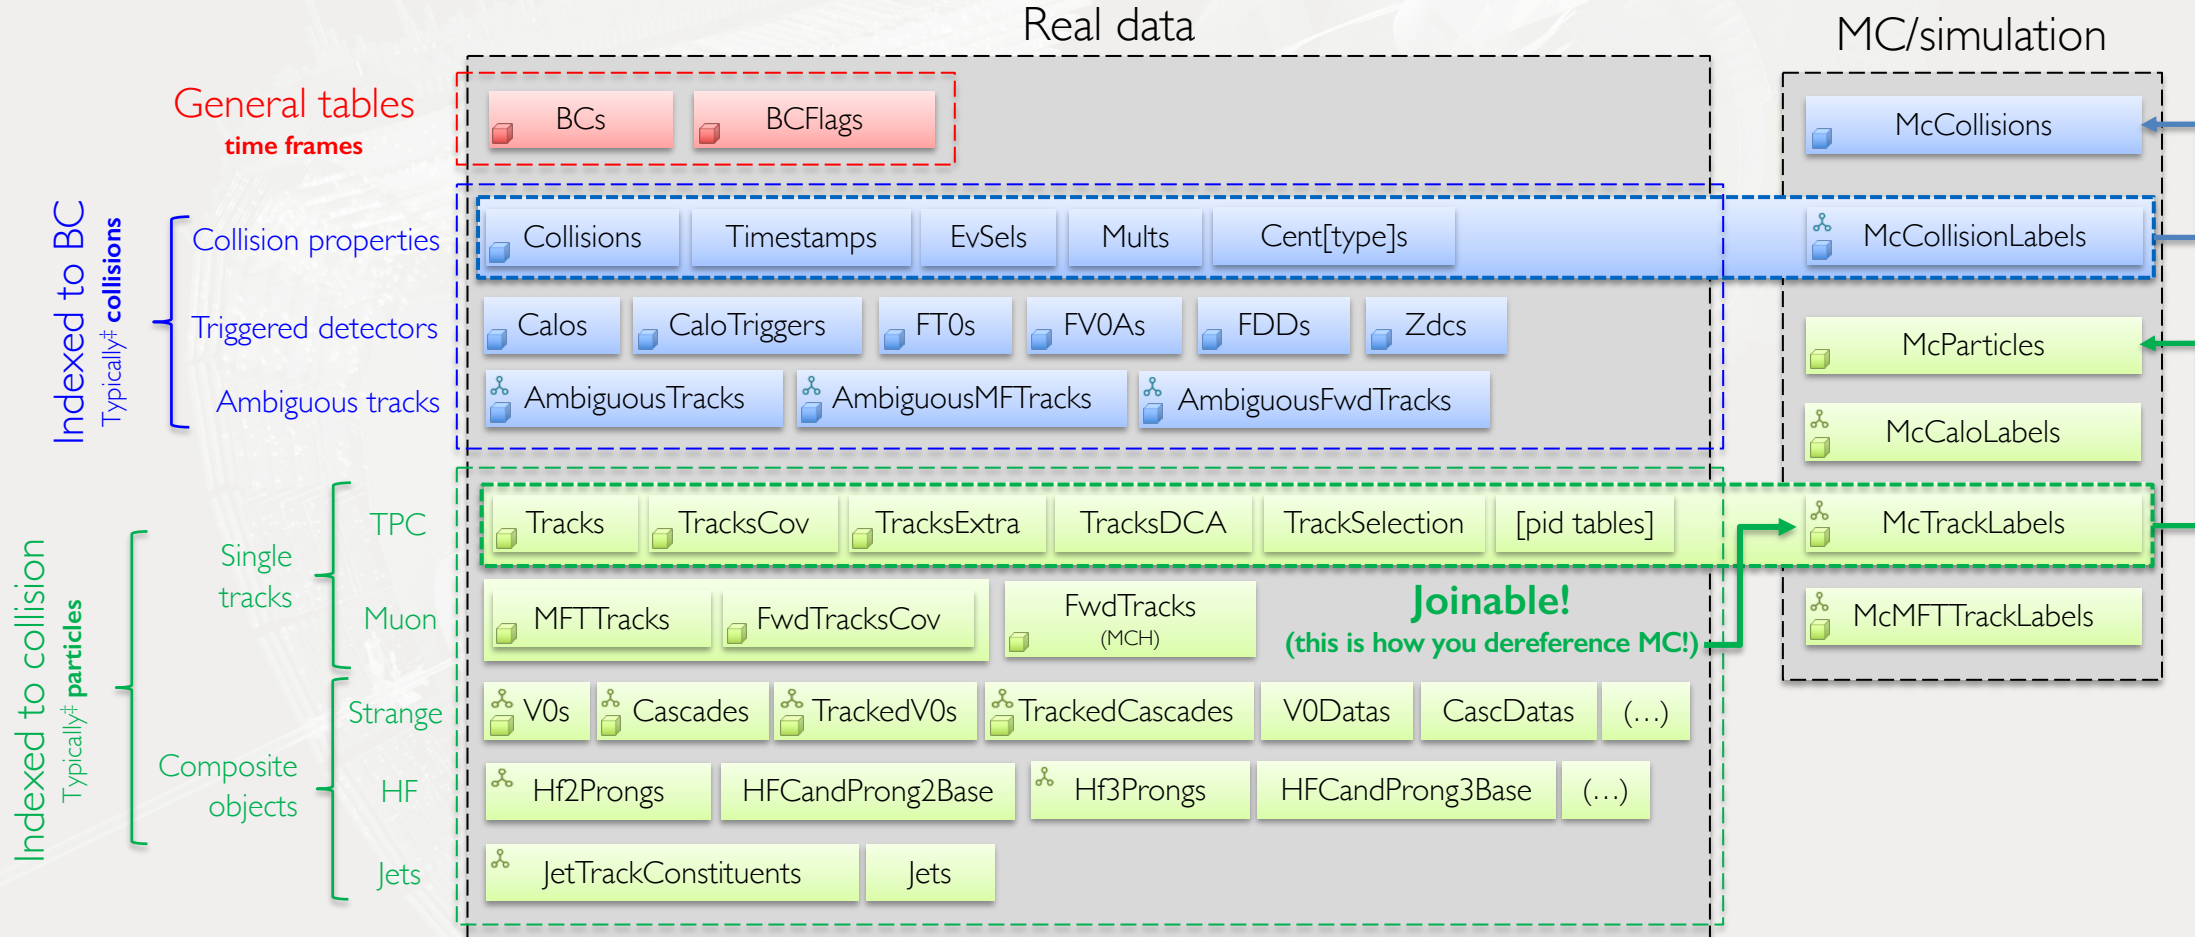 Real data
MC/simulation
General tables
time frames
BCs
BCFlags
McCollisions
Indexed to BC
Typically‡ collisions
Collision properties
Collisions
Timestamps
EvSels
Mults
Cent[type]s
McCollisionLabels
Triggered detectors
Calos
CaloTriggers
FT0s
FV0As
FDDs
Zdcs
McParticles
Ambiguous tracks
AmbiguousTracks
AmbiguousMFTracks
AmbiguousFwdTracks
McCaloLabels
Indexed to collision
Typically‡ particles
Single
tracks
TPC
Tracks
TracksCov
TracksExtra
TracksDCA
TrackSelection
[pid tables]
McTrackLabels
Muon
MFTTracks
FwdTracksCov
FwdTracks
(MCH)
Joinable!
(this is how you dereference MC!)
McMFTTrackLabels
Composite
objects
Strange
V0s
Cascades
TrackedV0s
TrackedCascades
V0Datas
CascDatas
(…)
HF
Hf2Prongs
HFCandProng2Base
Hf3Prongs
HFCandProng3Base
(…)
Jets
JetTrackConstituents
Jets